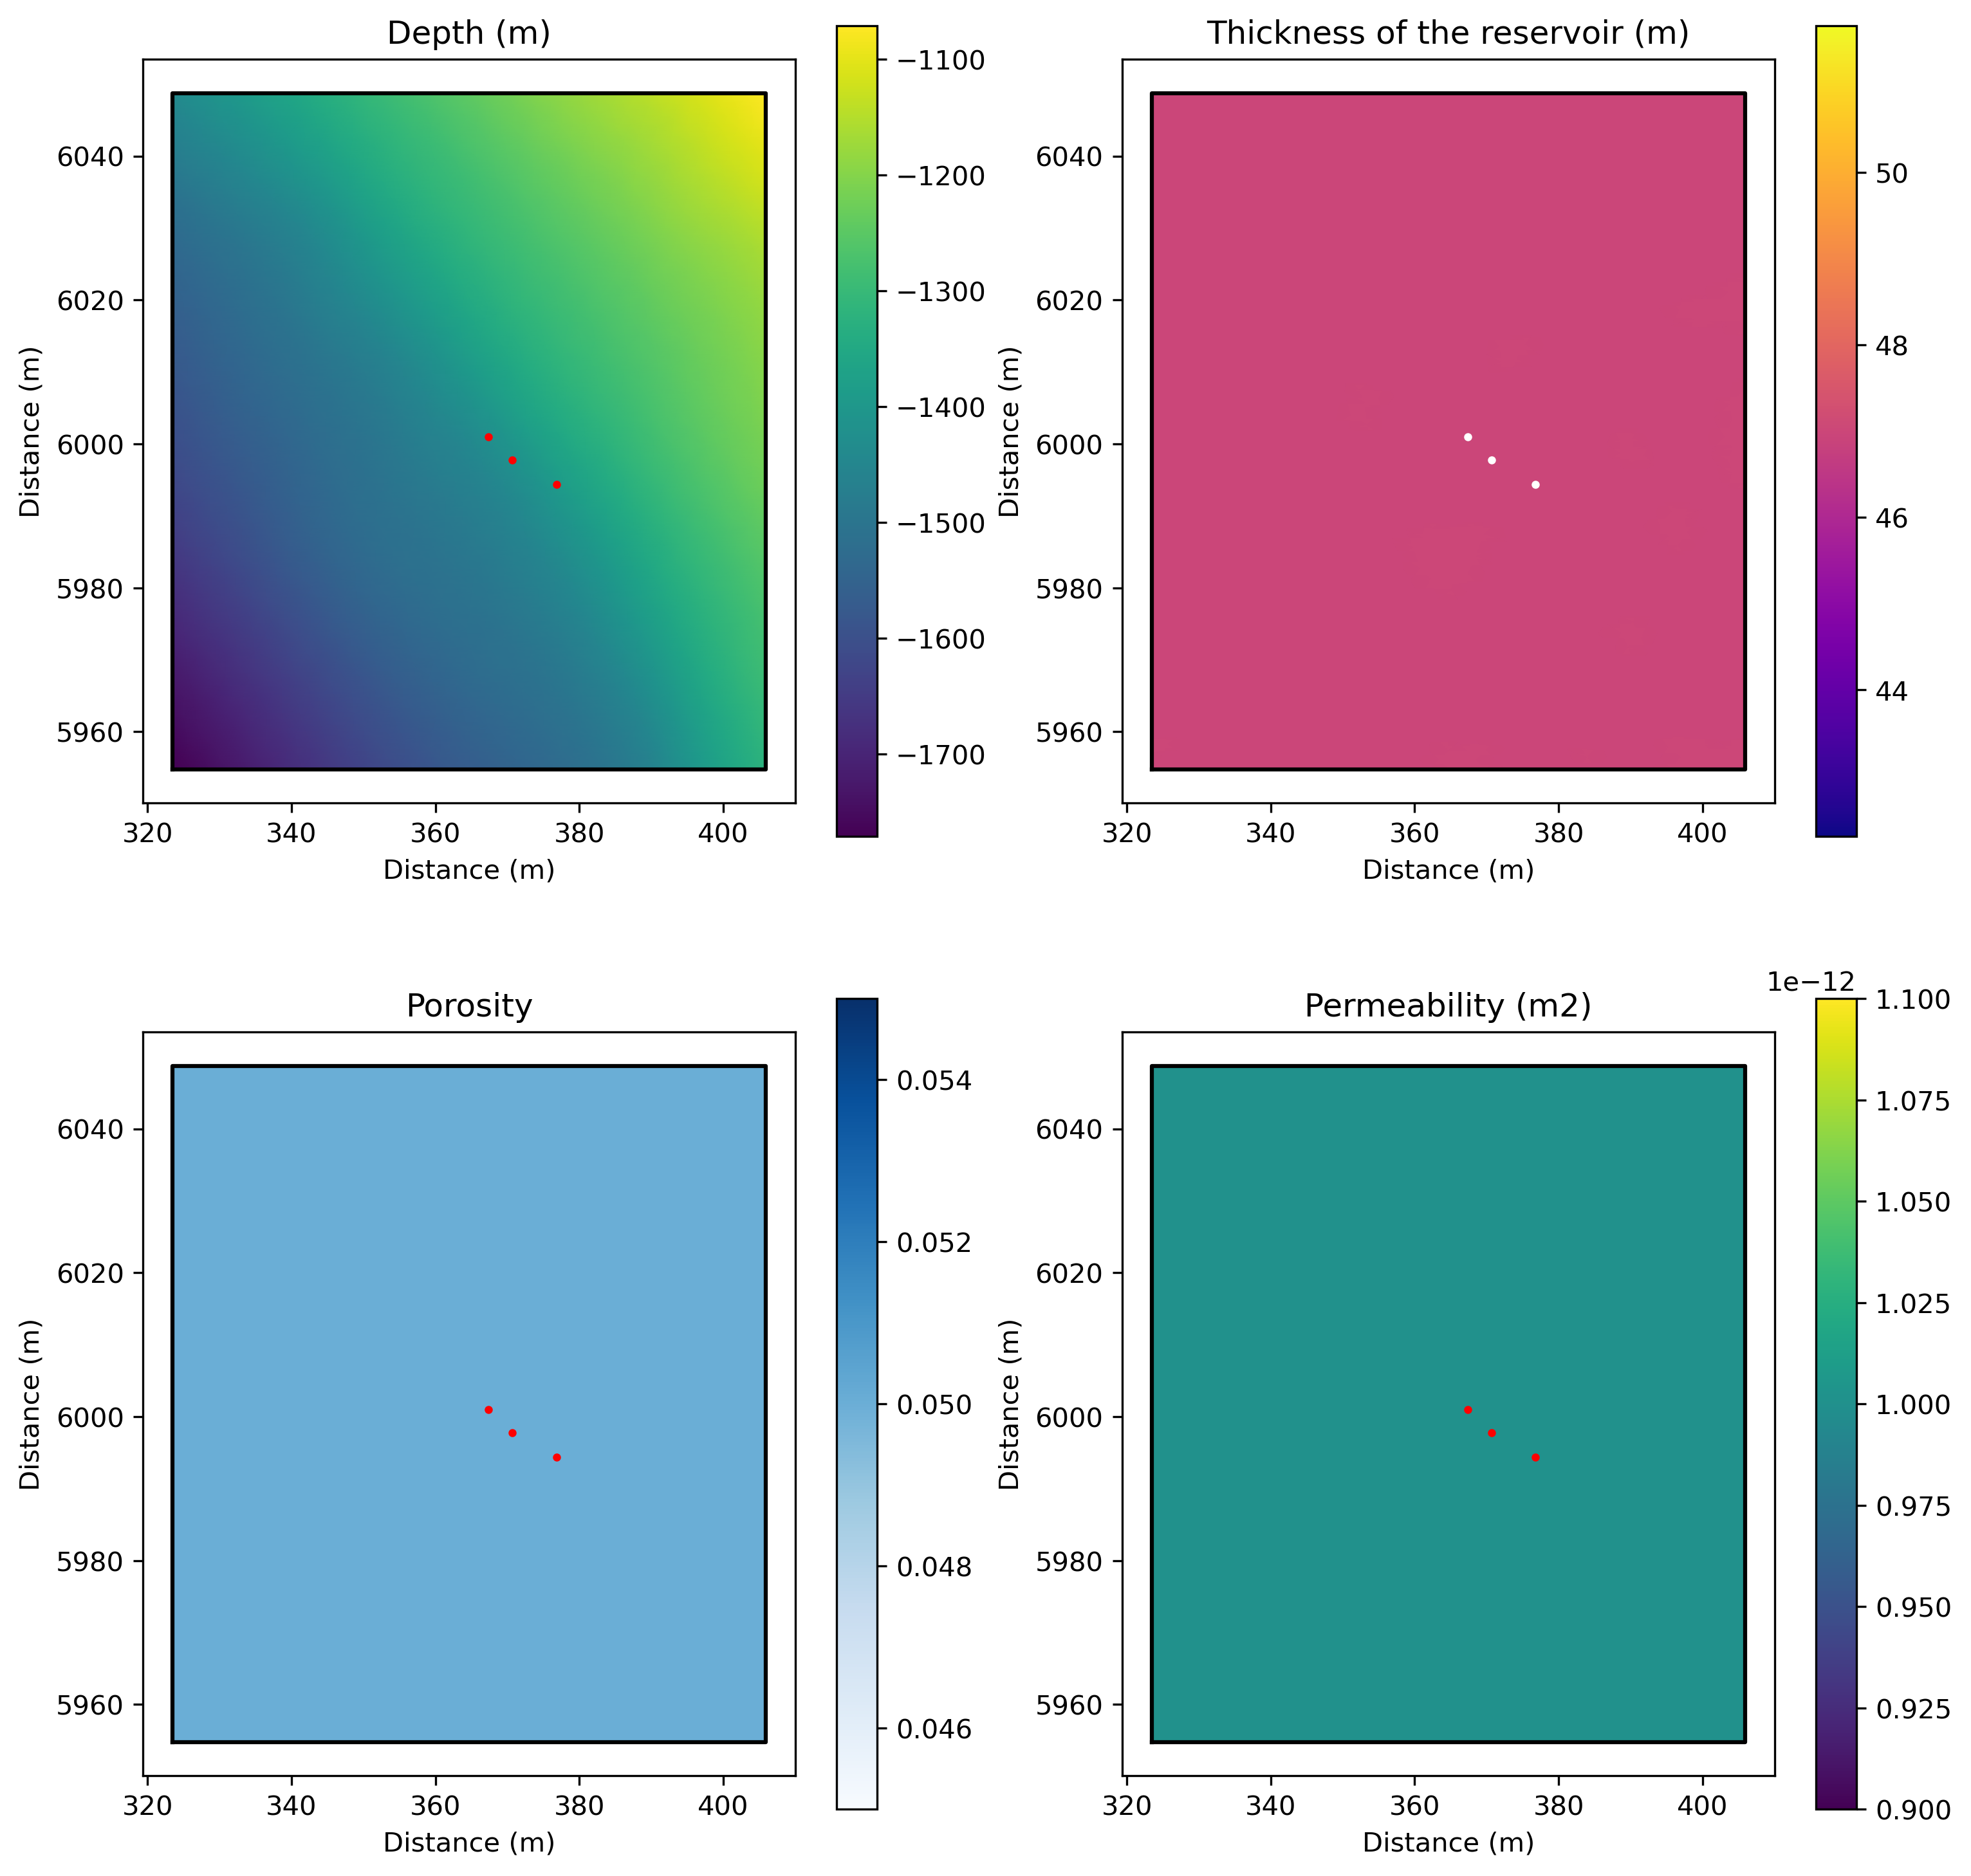 Depth (m)
Distance (m)
6040
6020
6000
5980
5960
320 340 360 380 400
Distance (m)
−1100
−1200
−1300
−1400
−1500
−1600
−1700
Thickness of the reservoir (m)
Distance (m)
6040
6020
6000
5980
5960
320 340 360 380 400
Distance (m)
50
48
46
44
Porosity
Distance (m)
6040
6020
6000
5980
5960
320 340 360 380 400
Distance (m)
0.054
0.052
0.050
0.048
0.046
Permeability (m2)
Distance (m)
6040
6020
6000
5980
5960
320 340 360 380 400
Distance (m)
1e−12
1.100
1.075
1.050
1.025
1.000
0.975
0.950
0.925
0.900